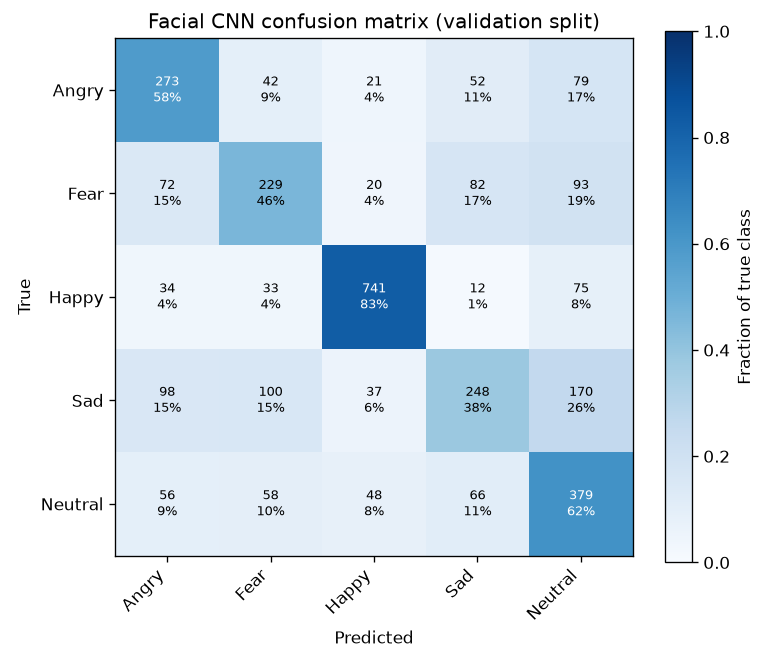 Facial CNN confusion matrix (validation split)
Angry
273 42 21 52 79
58% 9% 4% 11% 17%
Fear
72 229 20 82 93
15% 46% 4% 17% 19%
Happy
34 33 741 12 75
4% 4% 83% 1% 8%
Sad
98 100 37 248 170
15% 15% 6% 38% 26%
Neutral
56 58 48 66 379
9% 10% 8% 11% 62%
True
Angry Fear Happy Sad Neutral
Predicted
1.0
0.8
0.6
0.4
0.2
0.0
Fraction of true class